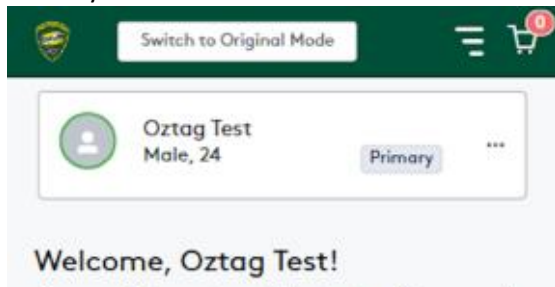 Switch to Original Mode
0
Oztag Test
Male, 24
Primary
...
Welcome, Oztag Test!